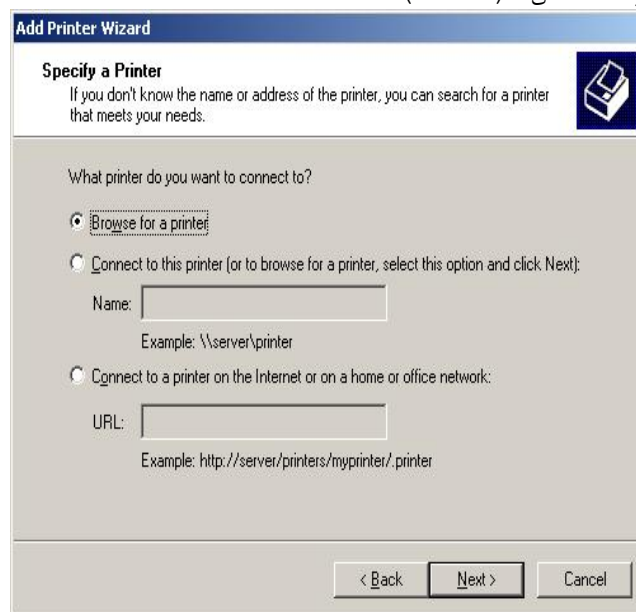 Add Printer Wizard
Specify a Printer
If you don't know the name or address of the printer, you can search for a printer
that meets your needs.
What printer do you want to connect to?
Browse for a printer
Connect to this printer (or to browse for a printer, select this option and click Next):
Name:
Example: \\server\printer
Connect to a printer on the Internet or on a home or office network:
URL:
Example: http://server/printers/myprinter/.printer
< Back Next > Cancel